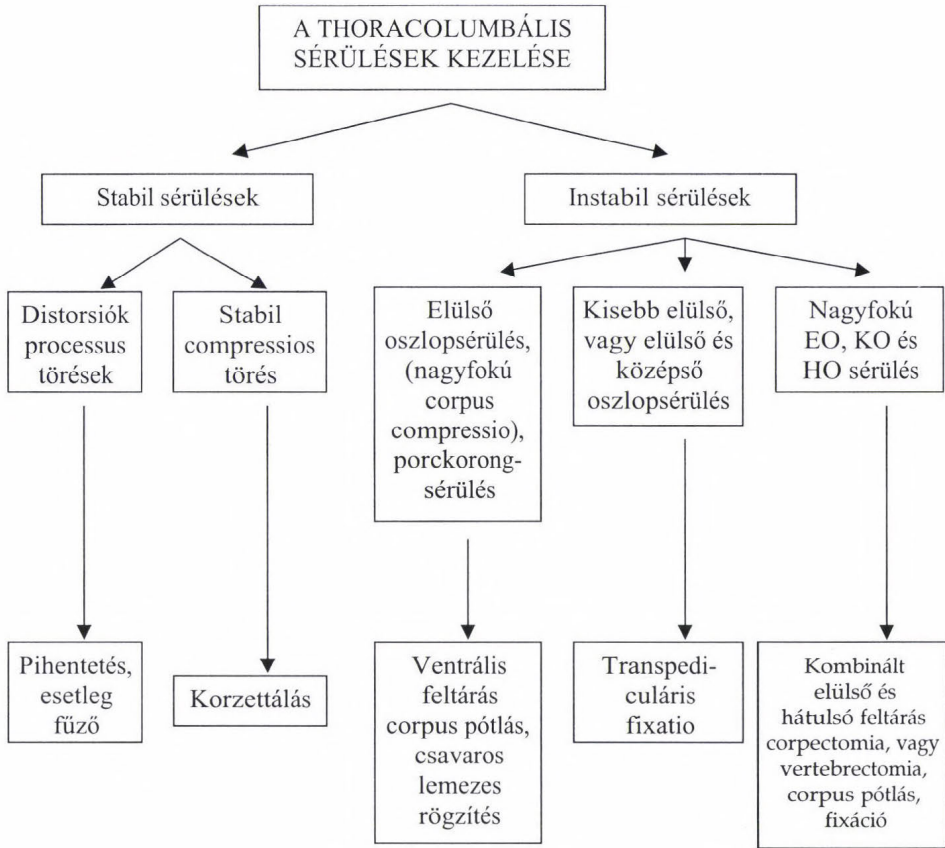 A THORACOLUMBÁLIS
SÉRÜLÉSEK KEZELÉSE
Stabil sérülések
Instabil sérülések
Distorsiók
processus
törések
Stabil
compressios
törés
Elülső
oszlopsérülés,
(nagyfokú
corpus
compressio),
porckorong-
sérülés
Kisebb elülső,
vagy elülső és
középső
oszlopsérülés
Nagyfokú
EO, KO és
HO sérülés
Pihentetés,
esetleg
fűző
Korzettálás
Ventrális
feltárás
corpus pótlás,
csavaros
lemezes
rögzítés
Transpedi-
culáris
fixatio
Kombinált
elülső és
hátulsó feltárás
corpectomia, vagy
vertebrectomia,
corpus pótlás,
fixáció